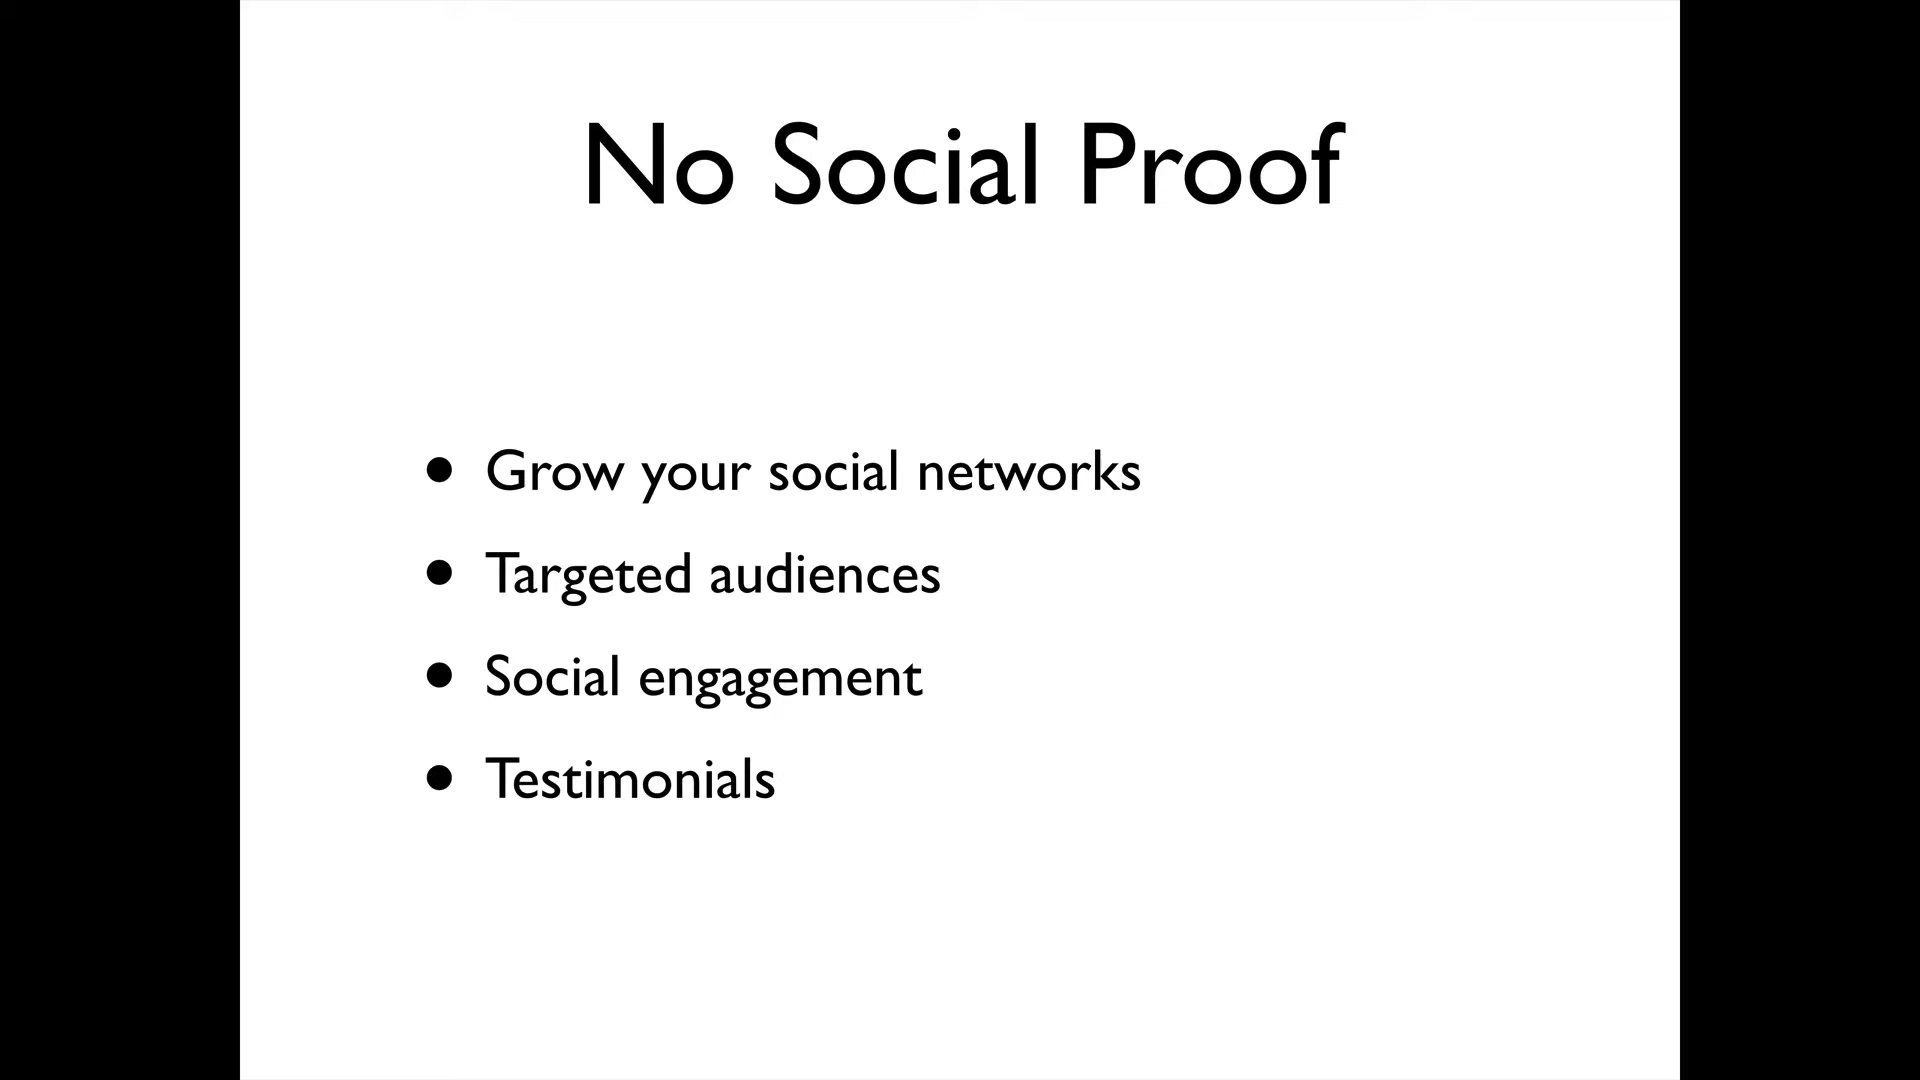 No Social Proof
• Grow your social networks
• Targeted audiences
• Social engagement
• Testimonials